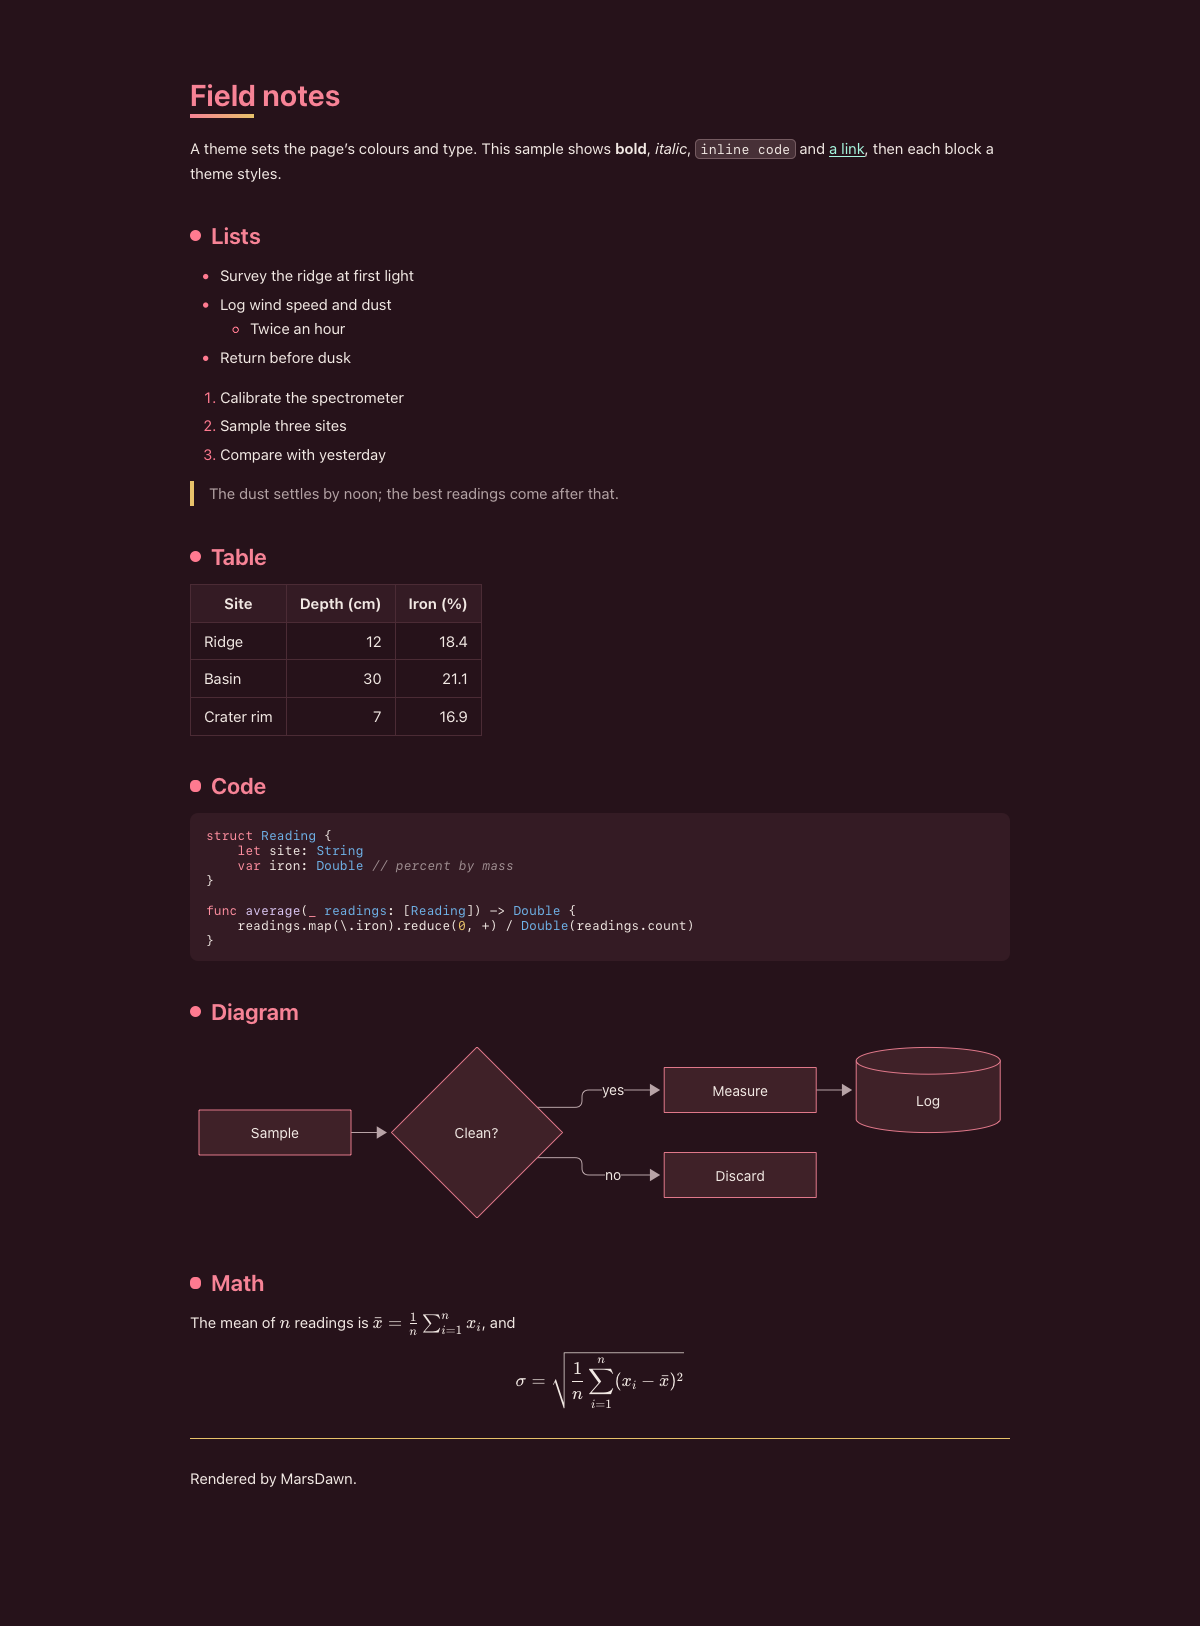 Field notes
A theme sets the page's colours and type. This sample shows bold, italic, inline code and a link, then each block a
theme styles.
Lists
• Survey the ridge at first light
• Log wind speed and dust
◦ Twice an hour
• Return before dusk
1. Calibrate the spectrometer
2. Sample three sites
3. Compare with yesterday
The dust settles by noon; the best readings come after that.
Table
Site Depth (cm) Iron (%)
Ridge 12 18.4
Basin 30 21.1
Crater rim 7 16.9
Code
struct Reading {
    let site: String
    var iron: Double // percent by mass
}
func average(_ readings: [Reading]) -> Double {
    readings.map(\.iron).reduce(0, +) / Double(readings.count)
}
Diagram
Sample
Clean?
yes
Measure
Log
no
Discard
Math
The mean of n readings is x̄ = 1/n ∑_{i=1}^{n} x_i, and
σ = √(1/n ∑_{i=1}^{n} (x_i − x̄)²)
Rendered by MarsDawn.